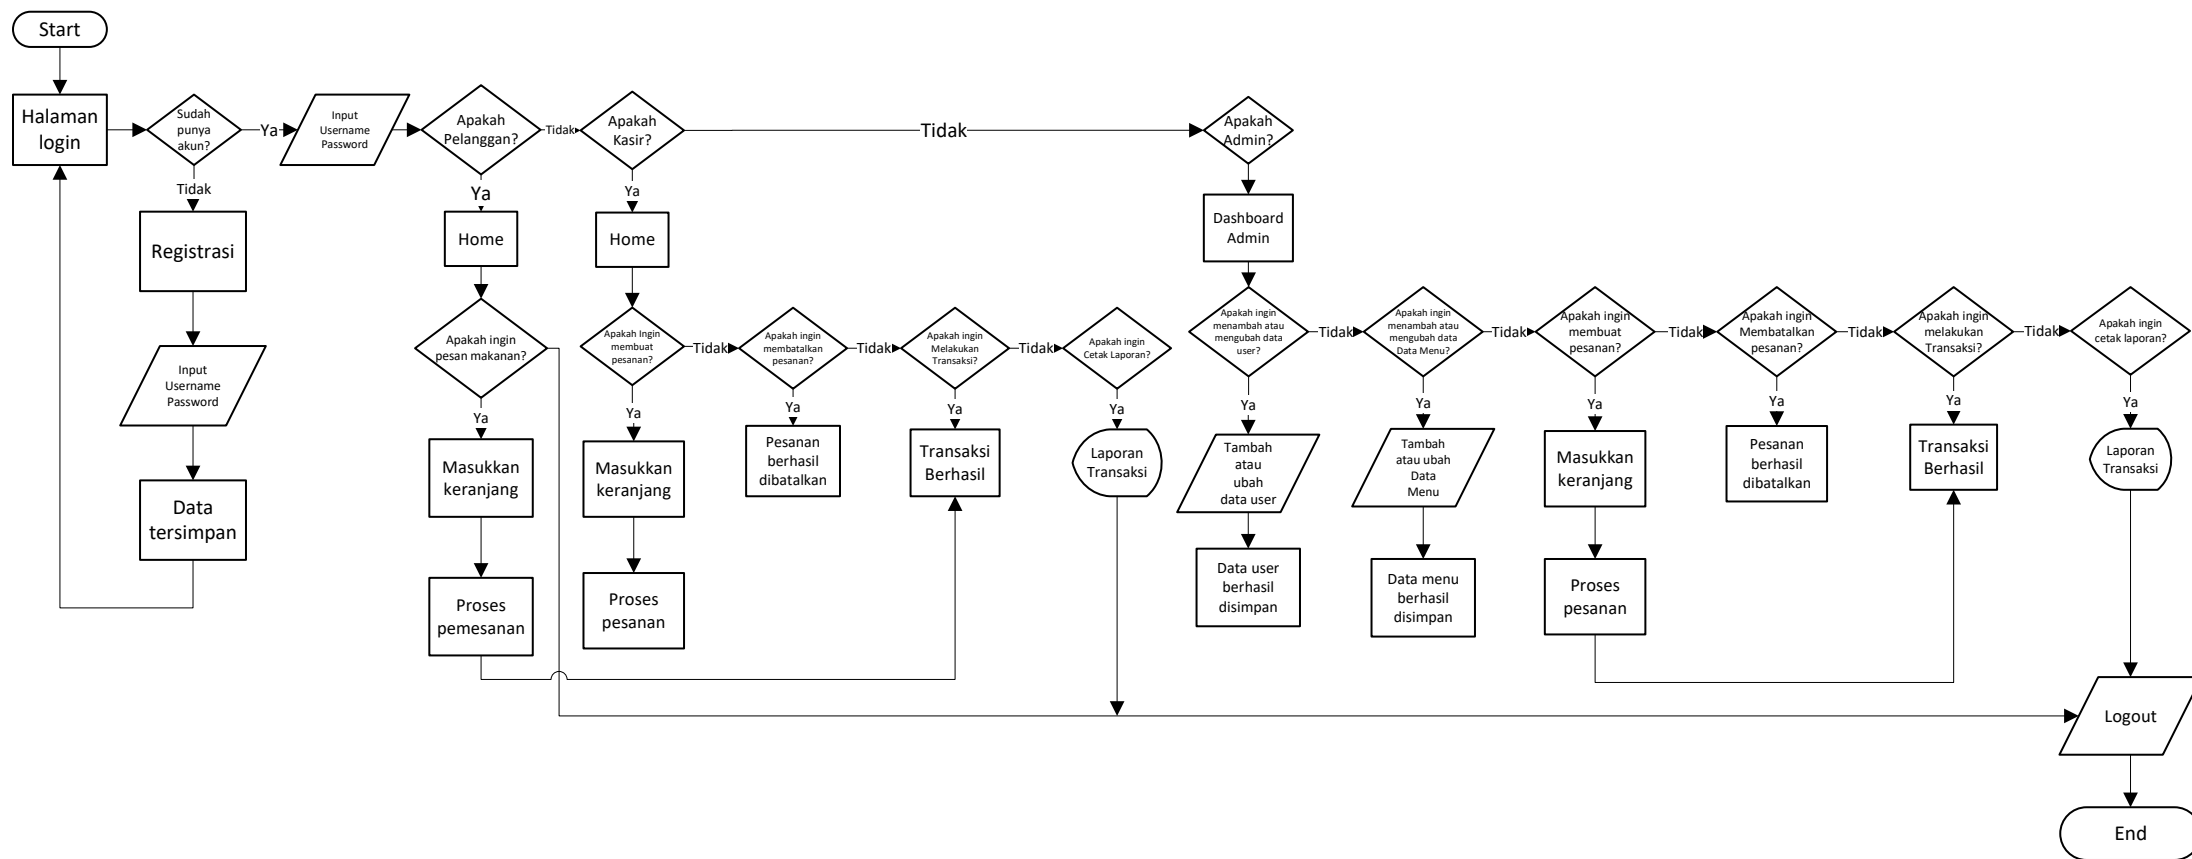 Start
Halaman
login
Sudah
punya
akun?
Ya
Input
Username
Password
Apakah
Pelanggan?
Tidak
Apakah
Kasir?
Tidak
Apakah
Admin?
Tidak
Registrasi
Input
Username
Password
Data
tersimpan
Ya
Home
Apakah ingin
pesan makanan?
Ya
Masukkan
keranjang
Proses
pemesanan
Ya
Home
Apakah Ingin
membuat
pesanan?
Tidak
Apakah ingin
membatalkan
pesanan?
Tidak
Apakah ingin
Melakukan
Transaksi?
Tidak
Apakah ingin
Cetak Laporan?
Ya
Masukkan
keranjang
Proses
pesanan
Ya
Pesanan
berhasil
dibatalkan
Ya
Transaksi
Berhasil
Ya
Laporan
Transaksi
Dashboard
Admin
Apakah ingin
menambah atau
mengubah data
user?
Tidak
Apakah ingin
menambah atau
mengubah data
Data Menu?
Tidak
Apakah ingin
membuat
pesanan?
Tidak
Apakah ingin
Membatalkan
pesanan?
Tidak
Apakah ingin
melakukan
Transaksi?
Tidak
Apakah ingin
cetak laporan?
Ya
Tambah
atau
ubah
data user
Data user
berhasil
disimpan
Ya
Tambah
atau ubah
Data
Menu
Data menu
berhasil
disimpan
Ya
Masukkan
keranjang
Proses
pesanan
Ya
Pesanan
berhasil
dibatalkan
Ya
Transaksi
Berhasil
Ya
Laporan
Transaksi
Logout
End